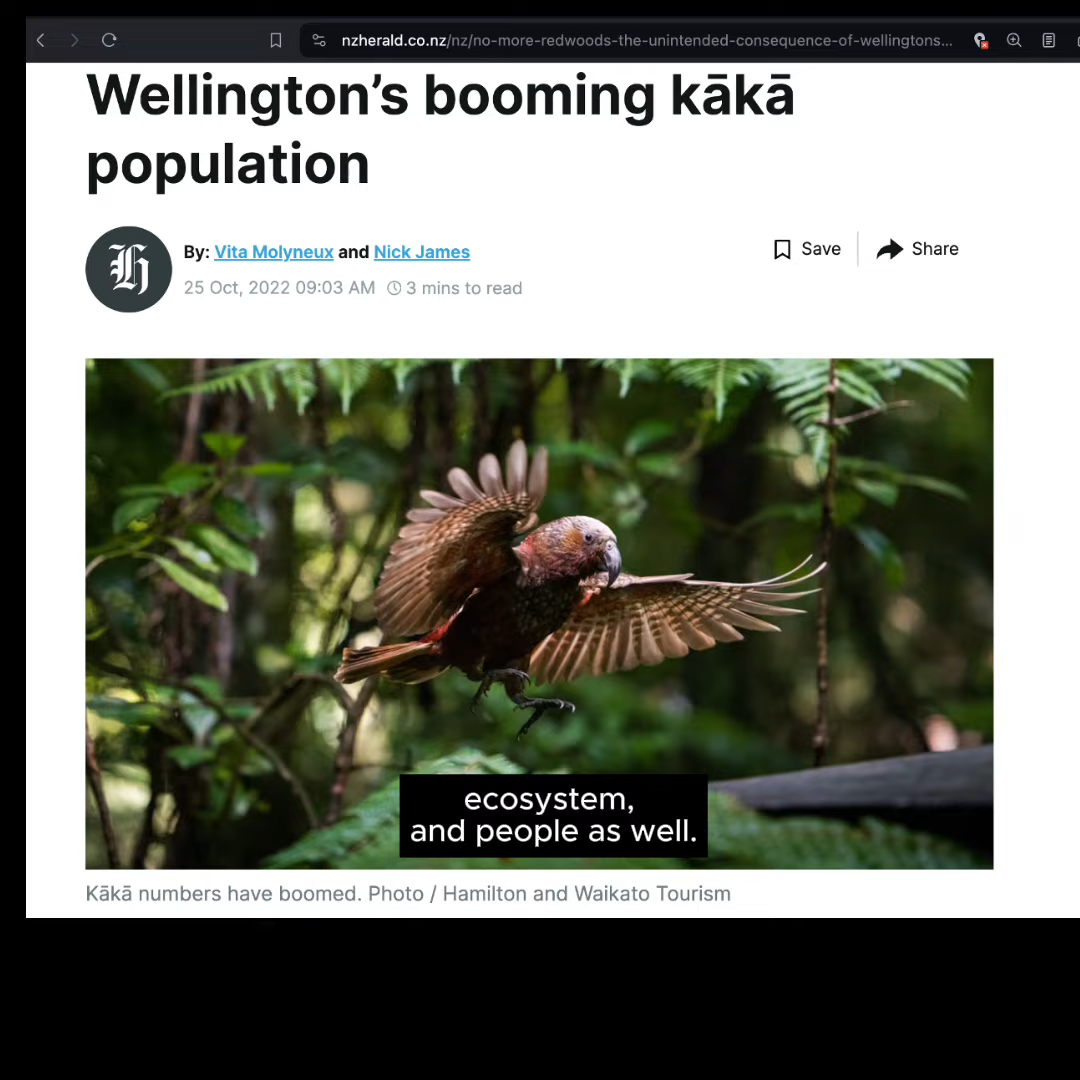 nzherald.co.nz/nz/no-more-redwoods-the-unintended-consequence-of-wellingtons...
Wellington’s booming kākā
population
By: Vita Molyneux and Nick James
25 Oct, 2022 09:03 AM 3 mins to read
Save
Share
ecosystem,
and people as well.
Kākā numbers have boomed. Photo / Hamilton and Waikato Tourism